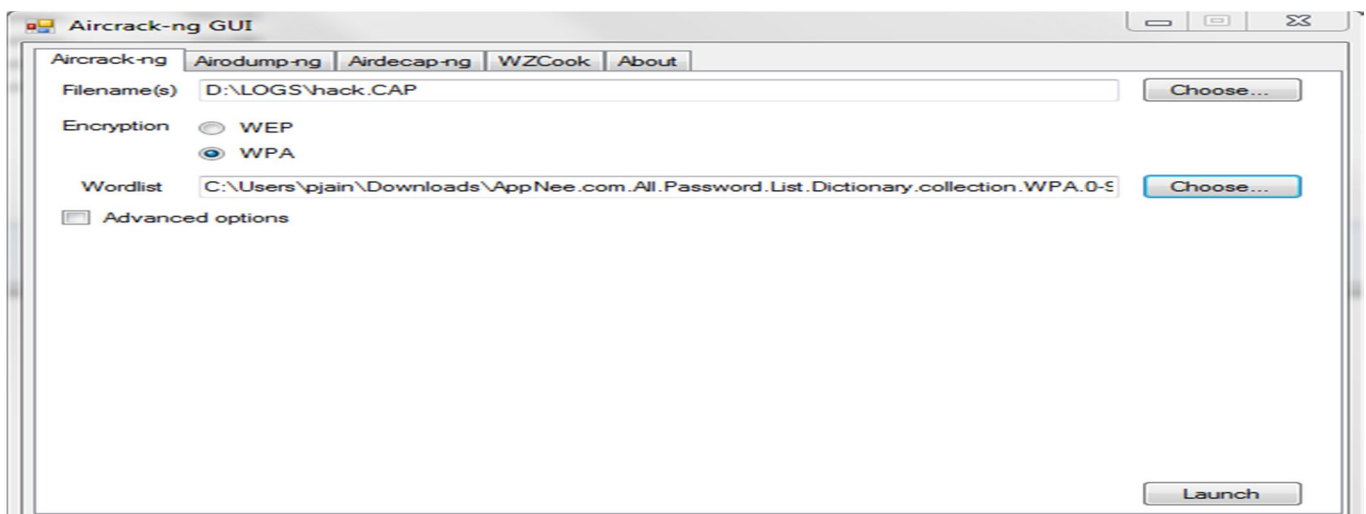 Aircrack-ng GUI
Aircrack-ng Airodump-ng Airdecap-ng WZCook About
Filename(s) D:\LOGS\hack.CAP Choose...
Encryption WEP
WPA
Wordlist C:\Users\pjain\Downloads\AppNee.com.All.Password.List.Dictionary.collection.WPA.0-9 Choose...
Advanced options
Launch